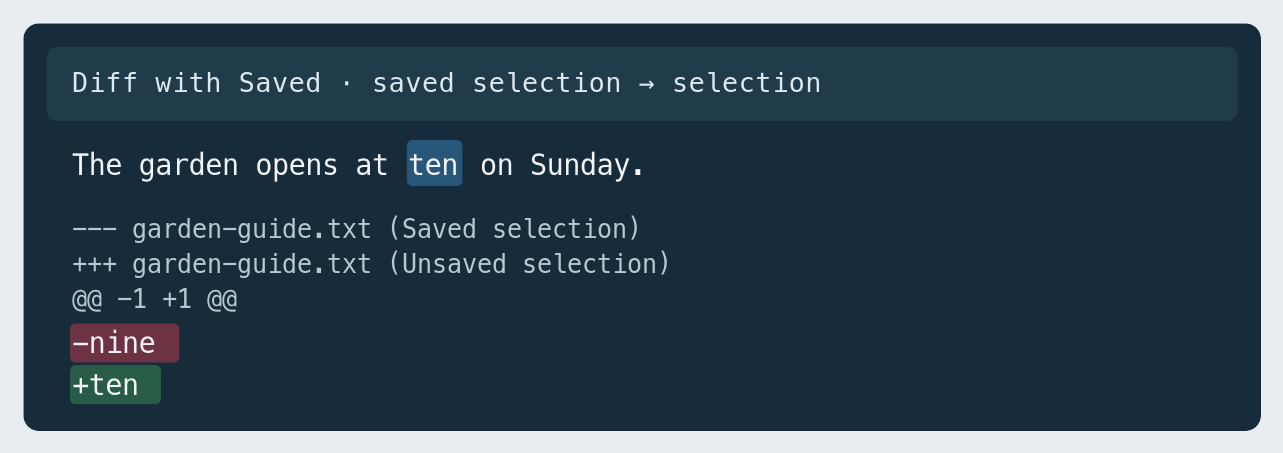 Diff with Saved · saved selection → selection
The garden opens at ten on Sunday.
--- garden-guide.txt (Saved selection)
+++ garden-guide.txt (Unsaved selection)
@@ -1 +1 @@
-nine
+ten